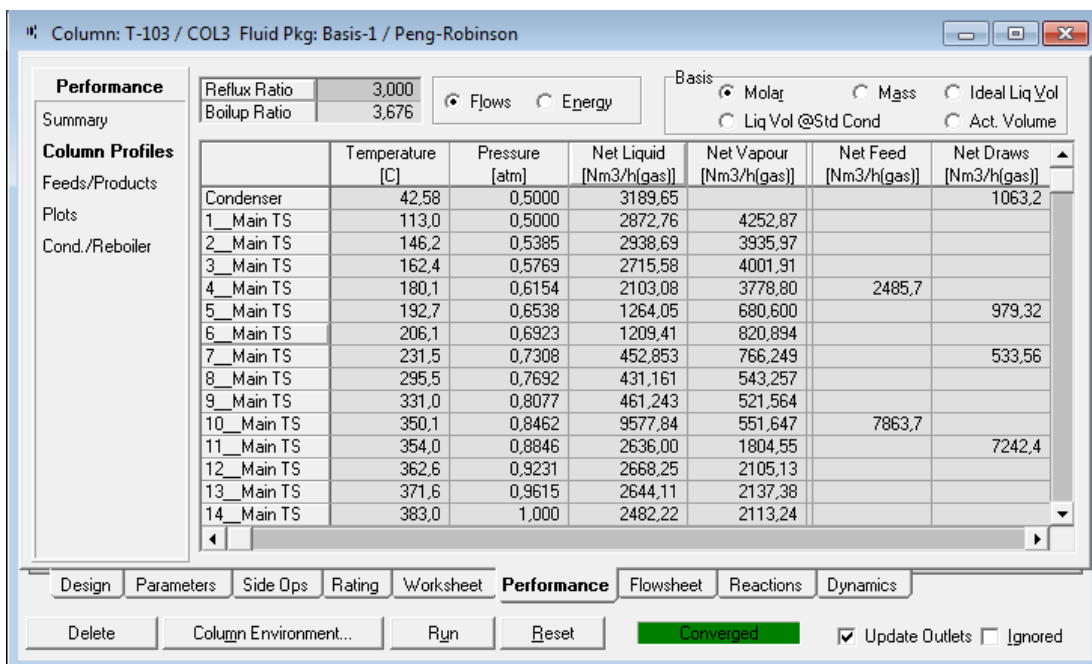 Column: T-103 / COL3 Fluid Pkg: Basis-1 / Peng-Robinson
Performance
Summary
Column Profiles
Feeds/Products
Plots
Cond./Reboiler
Reflux Ratio 3,000
Boilup Ratio 3,676
Flows Energy
Basis
Molar Mass Ideal Liq Vol
Liq Vol @Std Cond Act. Volume
Temperature Pressure Net Liquid Net Vapour Net Feed Net Draws
[C] [atm] [Nm3/h(gas)] [Nm3/h(gas)] [Nm3/h(gas)] [Nm3/h(gas)]
Condenser 42,58 0,5000 3189,65 1063,2
1__Main TS 113,0 0,5000 2872,76 4252,87
2__Main TS 146,2 0,5385 2938,69 3935,97
3__Main TS 162,4 0,5769 2715,58 4001,91
4__Main TS 180,1 0,6154 2103,08 3778,80 2485,7
5__Main TS 192,7 0,6538 1264,05 680,600 979,32
6__Main TS 206,1 0,6923 1209,41 820,894
7__Main TS 231,5 0,7308 452,853 766,249 533,56
8__Main TS 295,5 0,7692 431,161 543,257
9__Main TS 331,0 0,8077 461,243 521,564
10__Main TS 350,1 0,8462 9577,84 551,647 7863,7
11__Main TS 354,0 0,8846 2636,00 1804,55 7242,4
12__Main TS 362,6 0,9231 2668,25 2105,13
13__Main TS 371,6 0,9615 2644,11 2137,38
14__Main TS 383,0 1,000 2482,22 2113,24
Design Parameters Side Ops Rating Worksheet Performance Flowsheet Reactions Dynamics
Delete Column Environment... Run Reset Converged Update Outlets Ignored